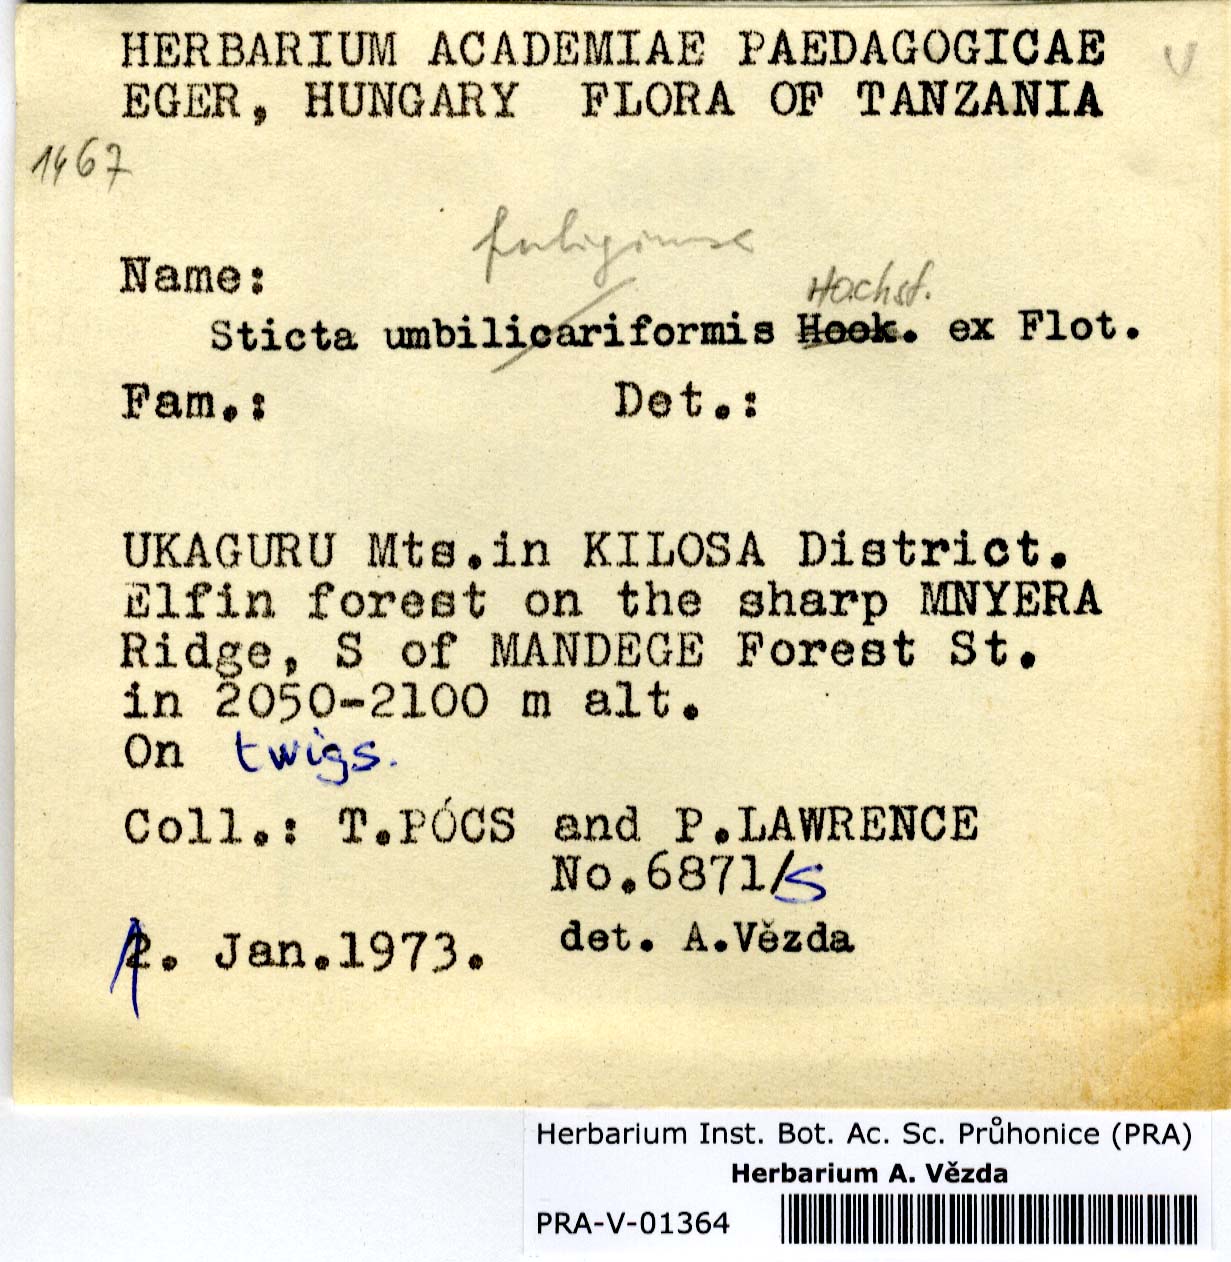 HERBARIUM ACADEMIAE PAEDAGOGICAE
EGER, HUNGARY FLORA OF TANZANIA
1467
fuliginosa
Name:
Hochst.
Sticta umbilicariformis Hook. ex Flot.
Fam.: Det.:
UKAGURU Mts.in KILOSA District.
Elfin forest on the sharp MNYERA
Ridge, S of MANDEGE Forest St.
in 2050-2100 m alt.
On twigs.
Coll.: T.PÓCS and P.LAWRENCE
No.6871/S
2. Jan.1973. det. A.Vězda
Herbarium Inst. Bot. Ac. Sc. Průhonice (PRA)
Herbarium A. Vězda
PRA-V-01364